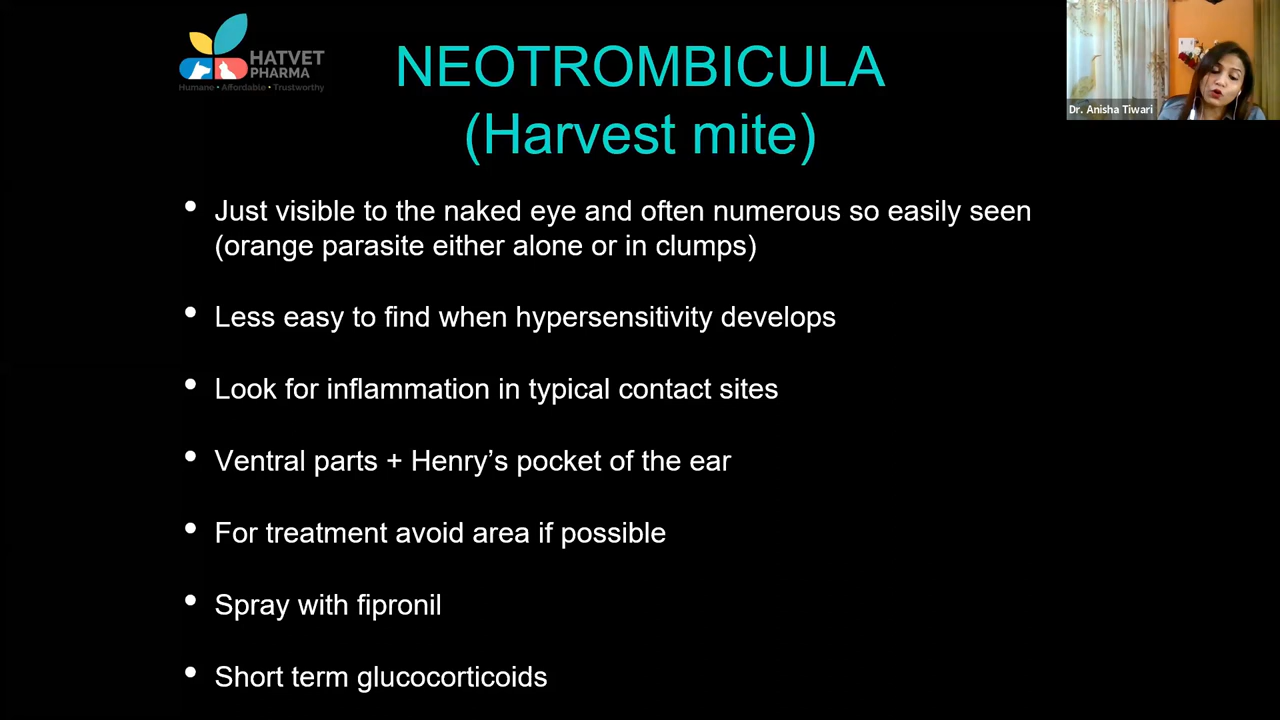 HATVET
PHARMA
Humane • Affordable • Trustworthy
NEOTROMBICULA
(Harvest mite)
Dr. Anisha Tiwari
• Just visible to the naked eye and often numerous so easily seen
(orange parasite either alone or in clumps)
• Less easy to find when hypersensitivity develops
• Look for inflammation in typical contact sites
• Ventral parts + Henry’s pocket of the ear
• For treatment avoid area if possible
• Spray with fipronil
• Short term glucocorticoids